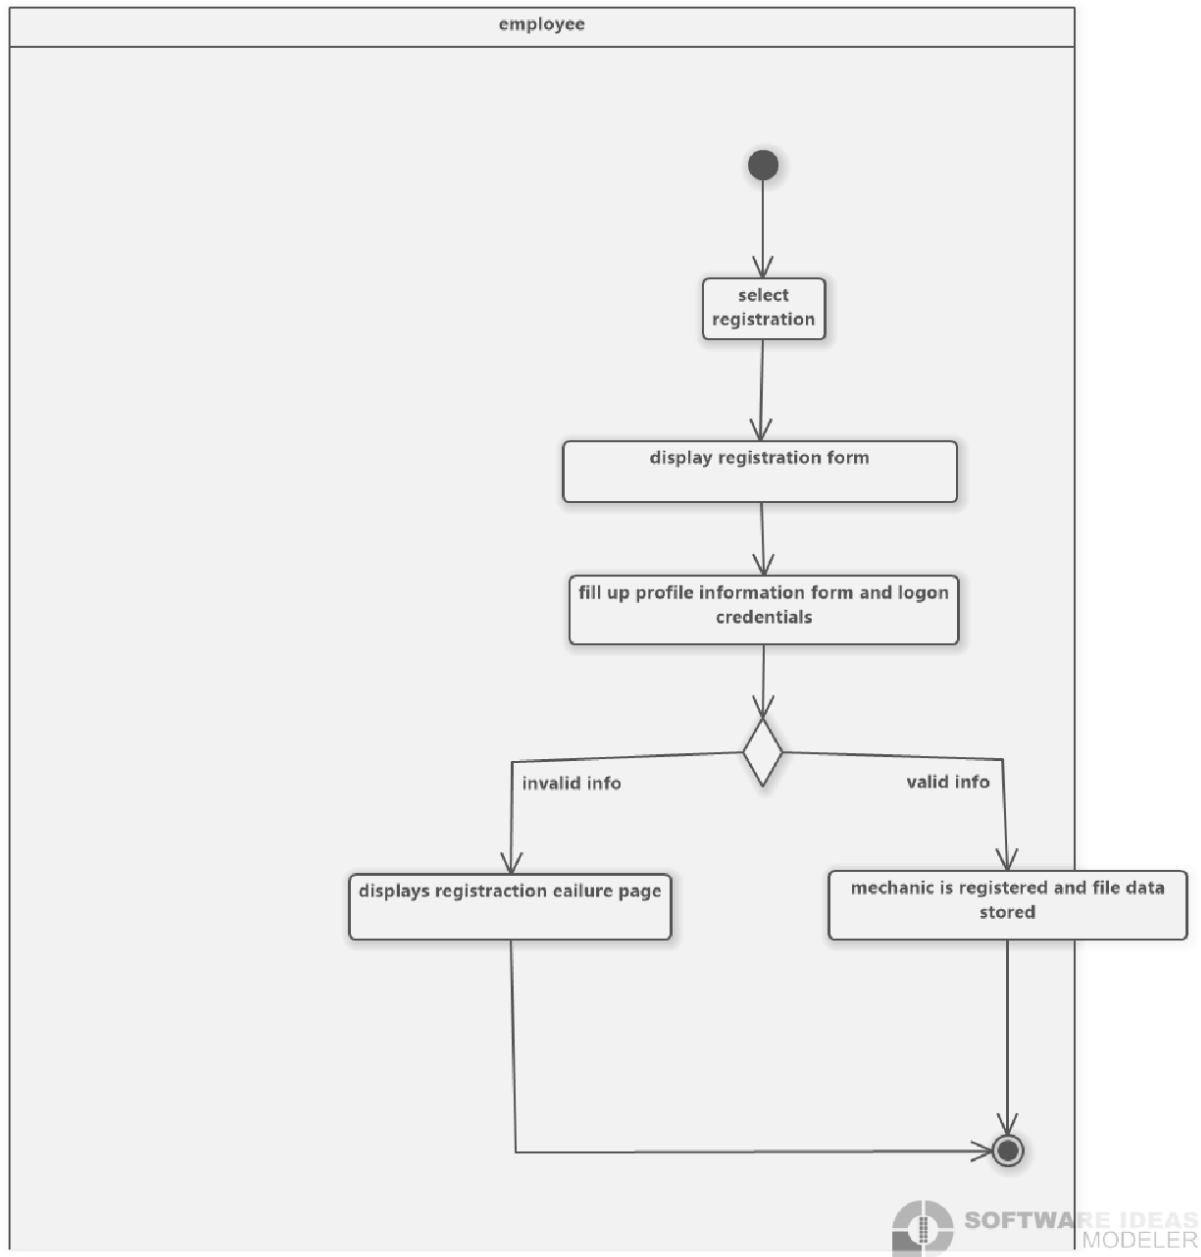 employee
select
registration
display registration form
fill up profile information form and logon
credentials
invalid info
valid info
displays registraction eailure page
mechanic is registered and file data
stored
SOFTWARE IDEAS
MODELER